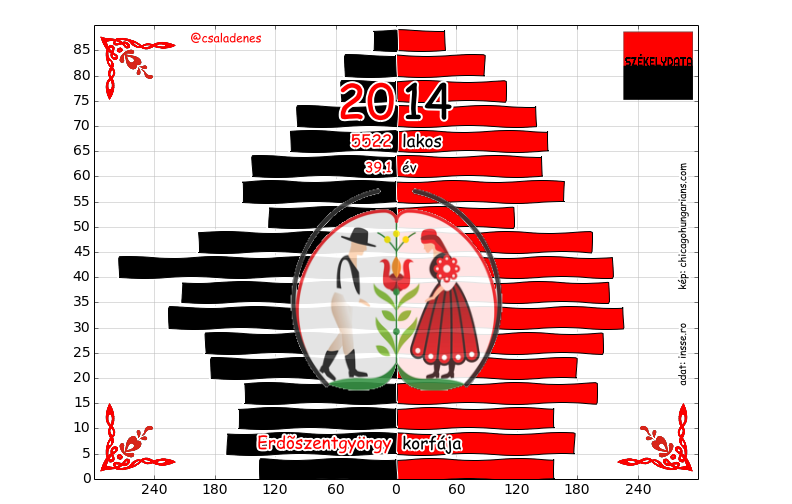 @csaladenes
SZÉKELYDATA
2014
5522 lakos
39.1 év
kép: chicagohungarians.com
adat: insse.ro
Erdőszentgyörgy korfája
85
80
75
70
65
60
55
50
45
40
35
30
25
20
15
10
5
0
240 180 120 60 0 60 120 180 240